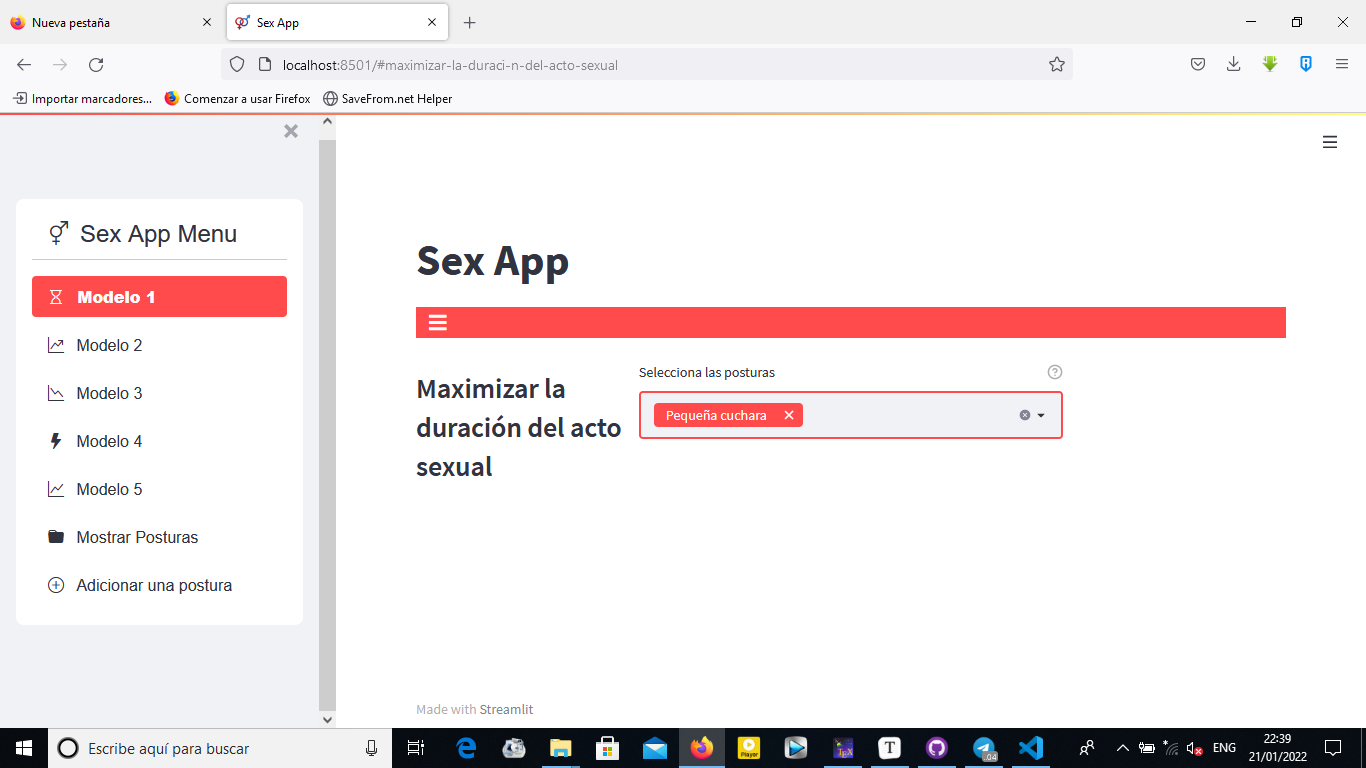 Nueva pestaña
Sex App
localhost:8501/#maximizar-la-duraci-n-del-acto-sexual
Importar marcadores...
Comenzar a usar Firefox
SaveFrom.net Helper
Sex App Menu
Modelo 1
Modelo 2
Modelo 3
Modelo 4
Modelo 5
Mostrar Posturas
Adicionar una postura
Sex App
Maximizar la
duración del acto
sexual
Selecciona las posturas
Pequeña cuchara
Made with Streamlit
Escribe aquí para buscar
Player
TEX
T
.04
ENG
22:39
21/01/2022